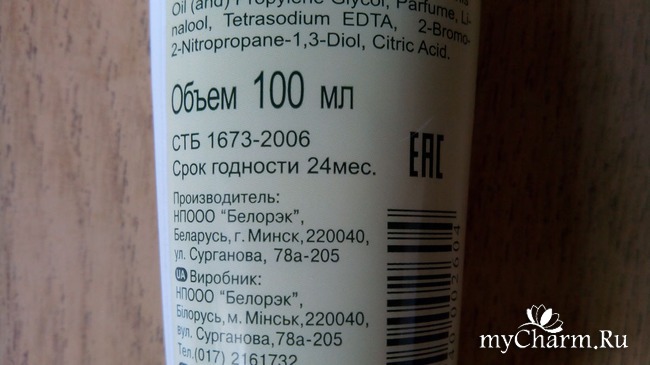 Oil (and) Propylene Glycol, Parfume, Li-
nalool, Tetrasodium EDTA, 2-Bromo-
2-Nitropropane-1,3-Diol, Citric Acid.
Объем 100 мл
СТБ 1673-2006
Срок годности 24мес.
EAC
Производитель:
НПООО "Белорэк",
Беларусь, г. Минск,220040,
ул. Сурганова, 78а-205
UA Виробник:
НПООО "Белорэк",
Білорусь, м. Мінськ,220040,
вул. Сурганова,78а-205
Тел.(017) 2161732
myCharm.Ru